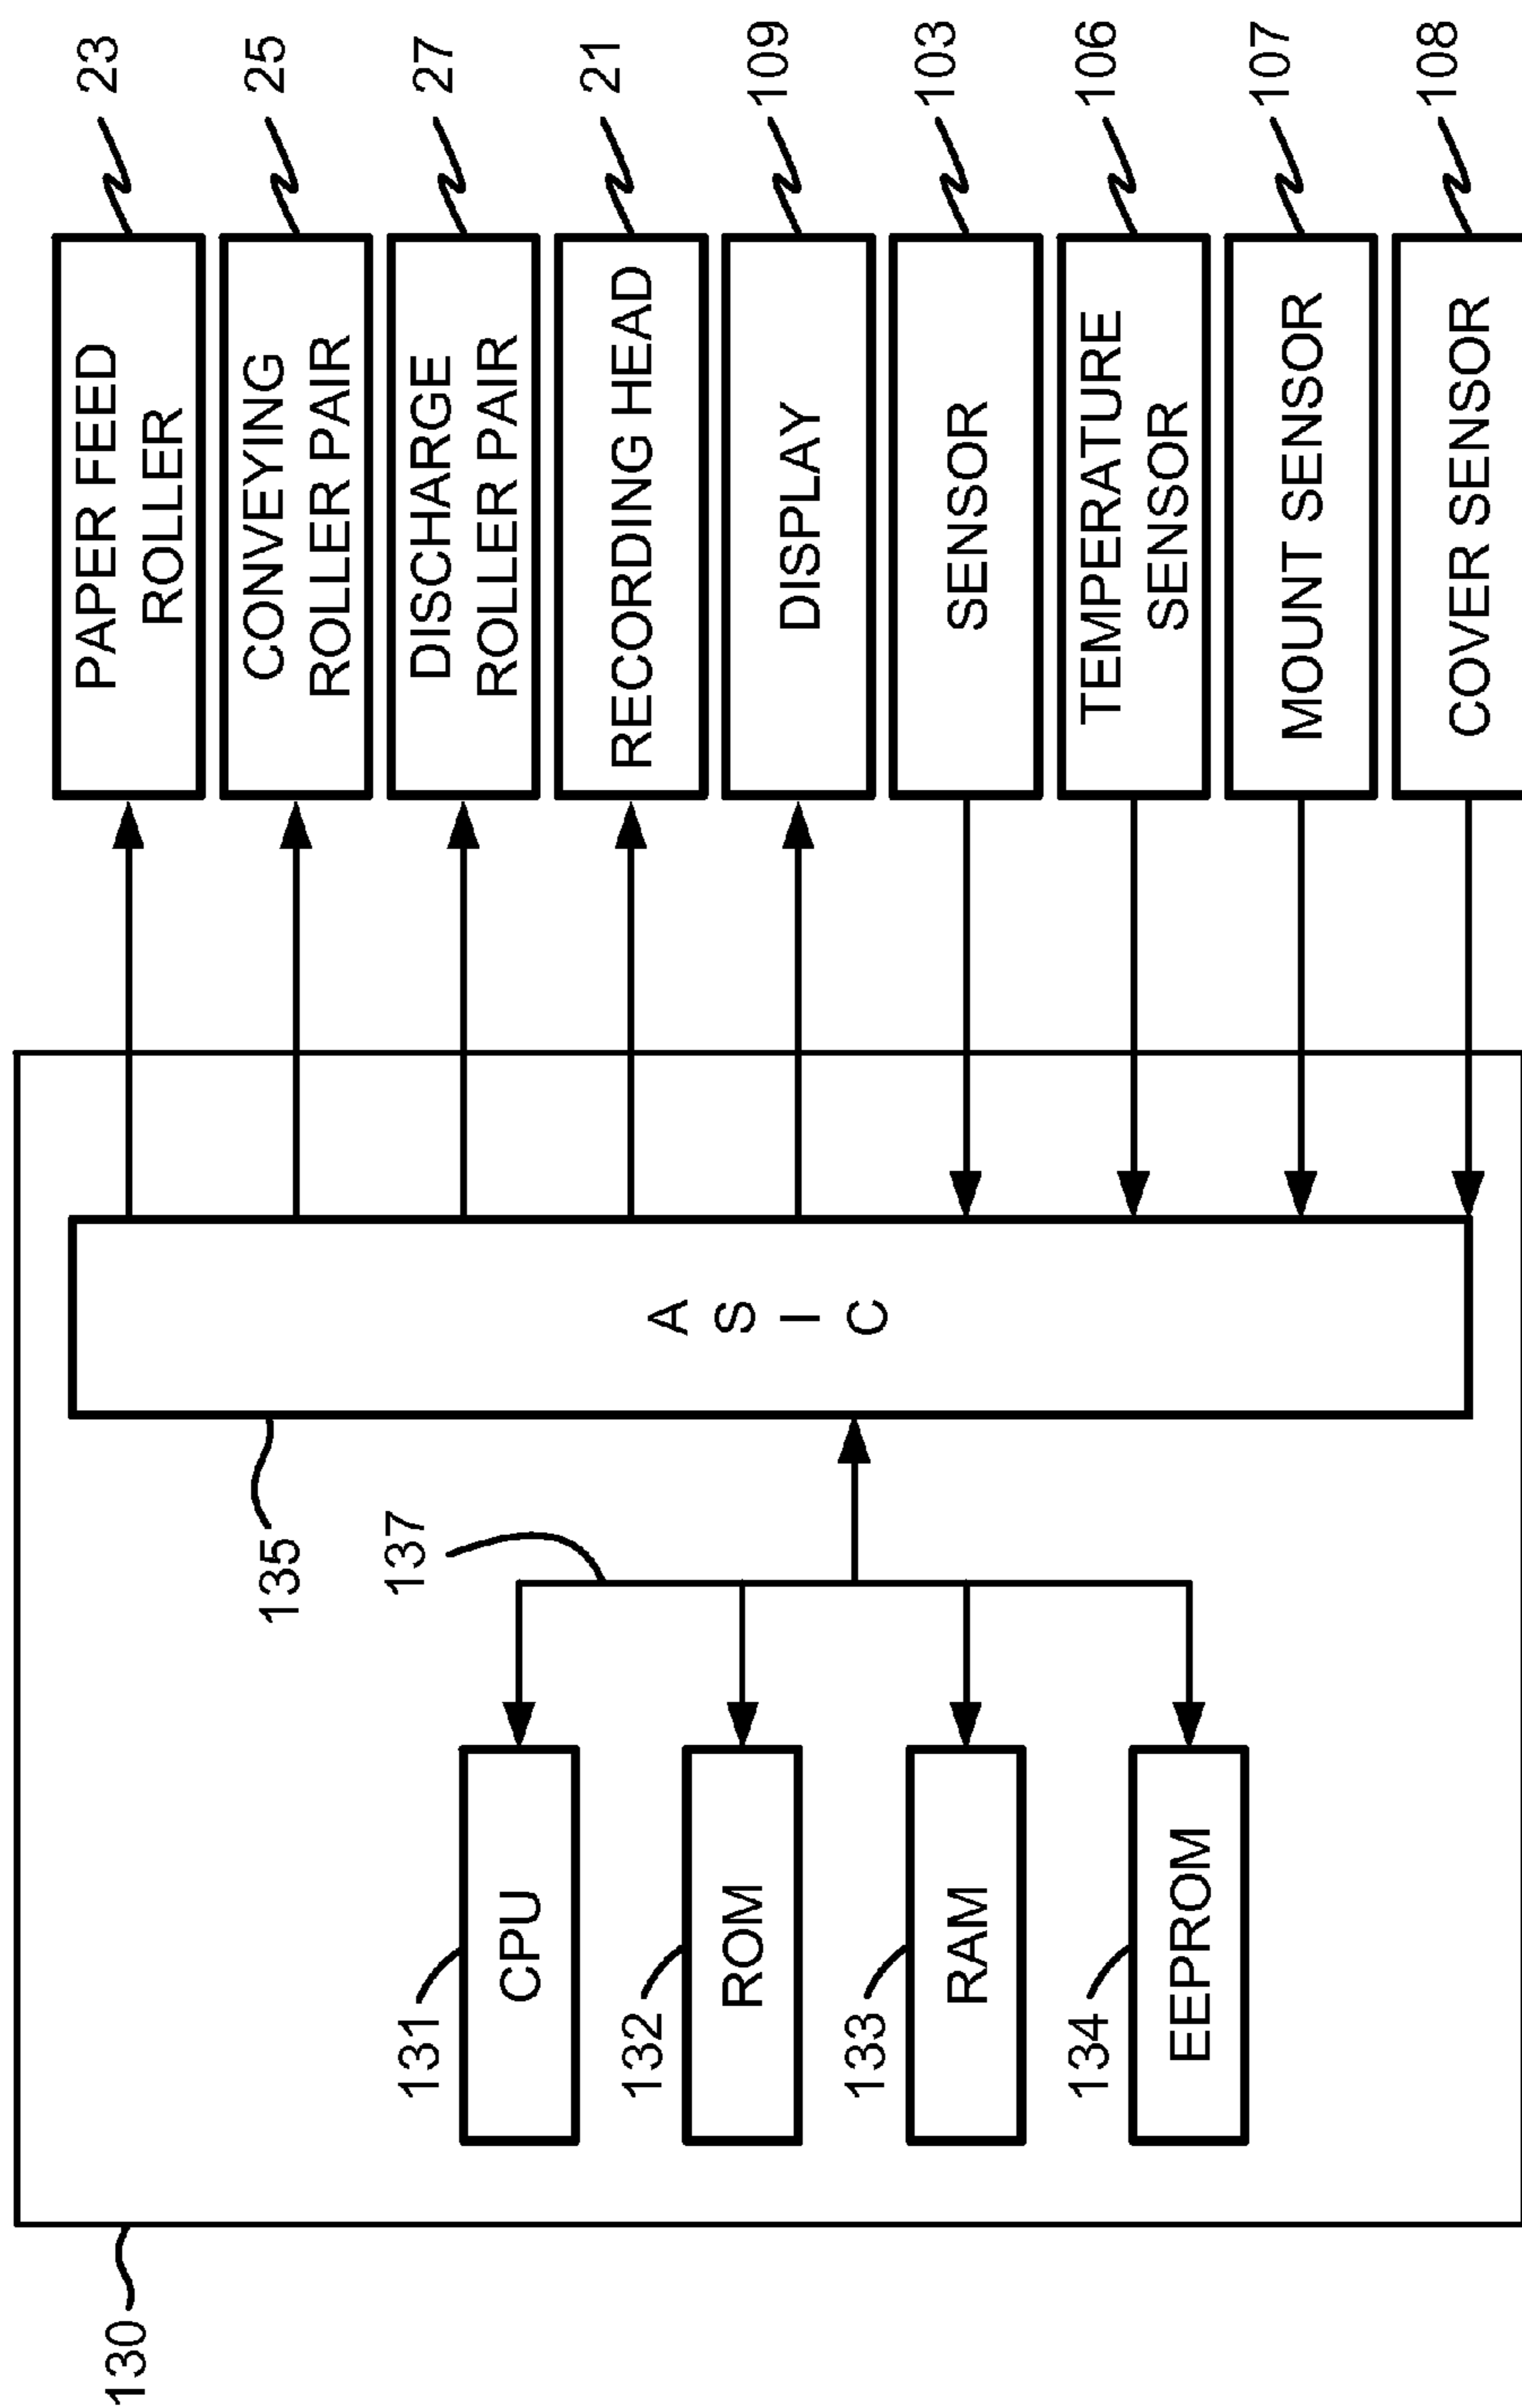 130
131
CPU
132
ROM
133
RAM
134
EEPROM
137
135
ASIC
PAPER FEED
ROLLER
23
CONVEYING
ROLLER PAIR
25
DISCHARGE
ROLLER PAIR
27
RECORDING HEAD
21
DISPLAY
109
SENSOR
103
TEMPERATURE
SENSOR
106
MOUNT SENSOR
107
COVER SENSOR
108